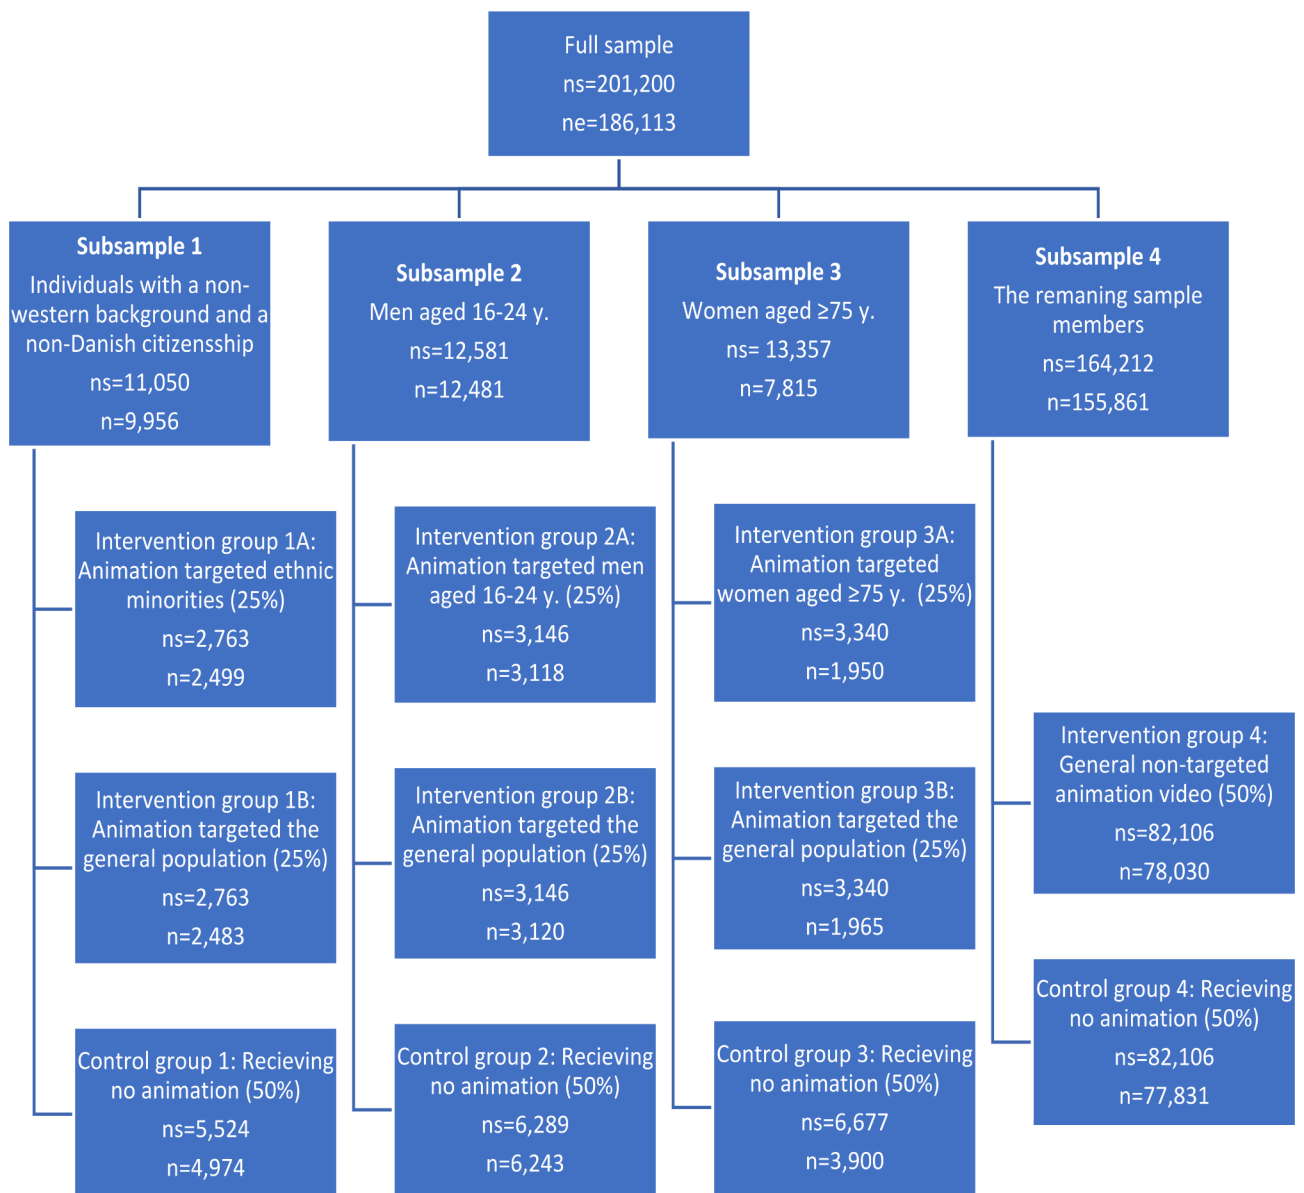 Full sample
ns=201,200
ne=186,113
Subsample 1
Individuals with a non-
western background and a
non-Danish citizensship
ns=11,050
n=9,956
Subsample 2
Men aged 16-24 y.
ns=12,581
n=12,481
Subsample 3
Women aged ≥75 y.
ns= 13,357
n=7,815
Subsample 4
The remaning sample
members
ns=164,212
n=155,861
Intervention group 1A:
Animation targeted ethnic
minorities (25%)
ns=2,763
n=2,499
Intervention group 2A:
Animation targeted men
aged 16-24 y. (25%)
ns=3,146
n=3,118
Intervention group 3A:
Animation targeted
women aged ≥75 y. (25%)
ns=3,340
n=1,950
Intervention group 4:
General non-targeted
animation video (50%)
ns=82,106
n=78,030
Intervention group 1B:
Animation targeted the
general population (25%)
ns=2,763
n=2,483
Intervention group 2B:
Animation targeted the
general population (25%)
ns=3,146
n=3,120
Intervention group 3B:
Animation targeted the
general population (25%)
ns=3,340
n=1,965
Control group 4: Recieving
no animation (50%)
ns=82,106
n=77,831
Control group 1: Recieving
no animation (50%)
ns=5,524
n=4,974
Control group 2: Recieving
no animation (50%)
ns=6,289
n=6,243
Control group 3: Recieving
no animation (50%)
ns=6,677
n=3,900